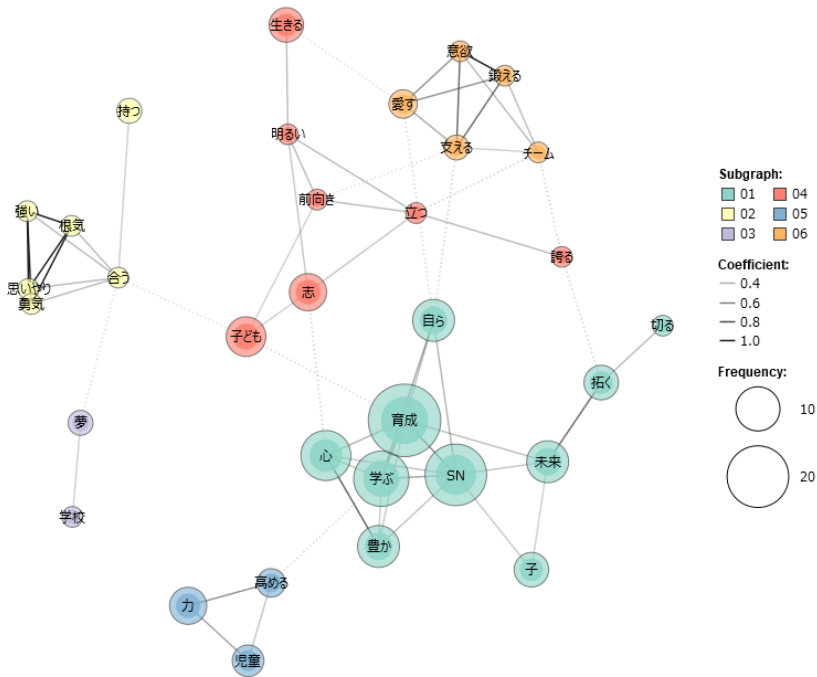 生きる
意欲
鍛える
愛す
持つ
明るい
支える
チーム
前向き
強い
根気
立つ
誇る
合う
思いやり
勇気
志
自ら
切る
子ども
拓く
夢
育成
心
未来
学ぶ
SN
学校
豊か
子
高める
力
児童
Subgraph:
01 04
02 05
03 06
Coefficient:
0.4
0.6
0.8
1.0
Frequency:
10
20